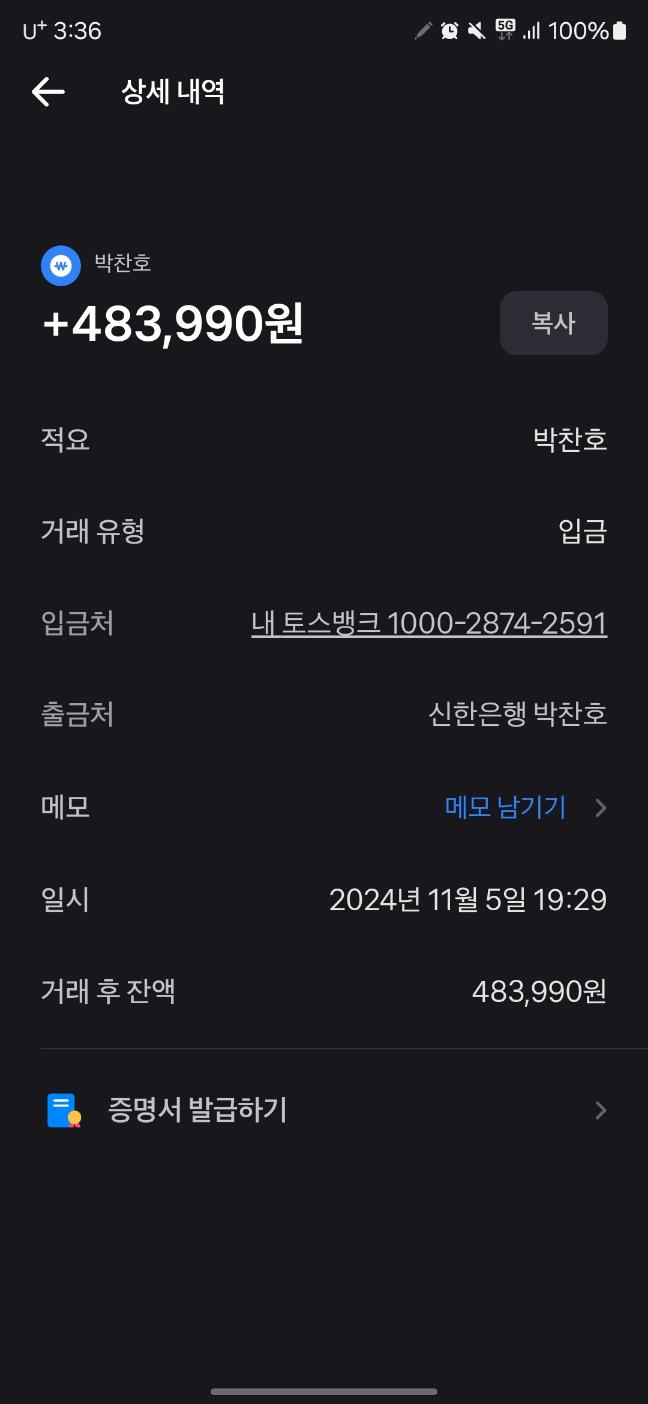 U+ 3:36 5G 100%
상세 내역
박찬호
+483,990원
복사
적요 박찬호
거래 유형 입금
입금처 내 토스뱅크 1000-2874-2591
출금처 신한은행 박찬호
메모 메모 남기기
일시 2024년 11월 5일 19:29
거래 후 잔액 483,990원
증명서 발급하기